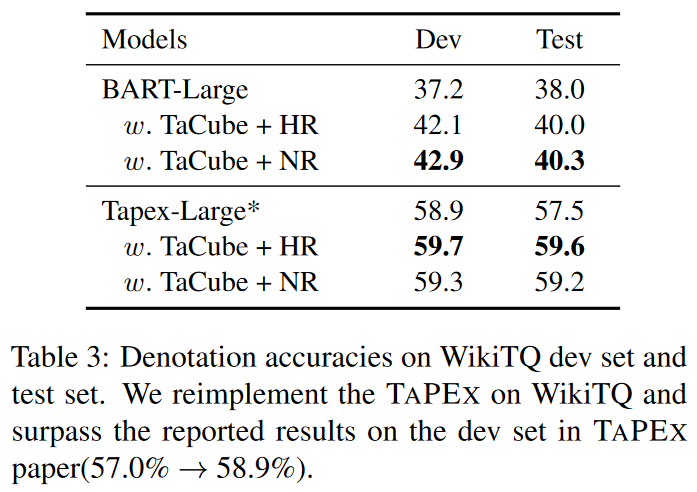 Models Dev Test
BART-Large 37.2 38.0
w. TaCube + HR 42.1 40.0
w. TaCube + NR 42.9 40.3
Tapex-Large* 58.9 57.5
w. TaCube + HR 59.7 59.6
w. TaCube + NR 59.3 59.2
Table 3: Denotation accuracies on WikiTQ dev set and
test set. We reimplement the TAPEX on WikiTQ and
surpass the reported results on the dev set in TAPEX
paper(57.0% → 58.9%).